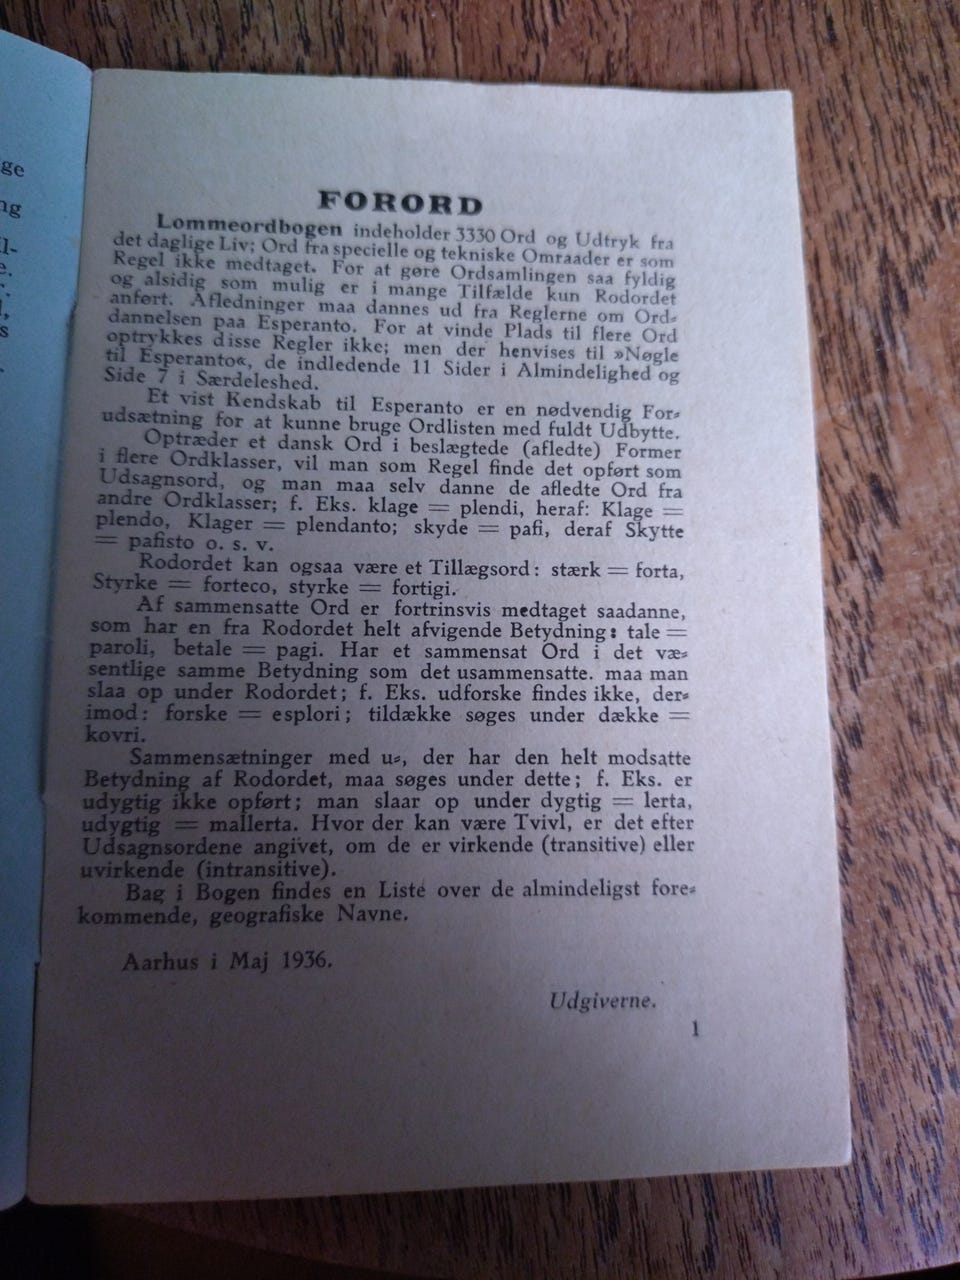 ge
ng
FORORD
Lommeordbogen indeholder 3330 Ord og Udtryk fra
det daglige Liv; Ord fra specielle og tekniske Omraader er som
Regel ikke medtaget. For at gøre Ordsamlingen saa fyldig
og alsidig som mulig er i mange Tilfælde kun Rodordet
anført. Afledninger maa dannes ud fra Reglerne om Ord-
dannelsen paa Esperanto. For at vinde Plads til flere Ord
optrykkes disse Regler ikke; men der henvises til »Nøgle
til Esperanto«, de indledende 11 Sider i Almindelighed og
Side 7 i Særdeleshed.
Et vist Kendskab til Esperanto er en nødvendig For-
udsætning for at kunne bruge Ordlisten med fuldt Udbytte.
Optræder et dansk Ord i beslægtede (afledte) Former
i flere Ordklasser, vil man som Regel finde det opført som
Udsagnsord, og man maa selv danne de afledte Ord fra
andre Ordklasser; f. Eks. klage = plendi, heraf: Klage =
plendo, Klager = plendanto; skyde = pafi, deraf Skytte
= pafisto o. s. v.
Rodordet kan ogsaa være et Tillægsord: stærk = forta,
Styrke = forteco, styrke = fortigi.
Af sammensatte Ord er fortrinsvis medtaget saadanne,
som har en fra Rodordet helt afvigende Betydning: tale =
paroli, betale = pagi. Har et sammensat Ord i det væ-
sentlige samme Betydning som det usammensatte. maa man
slaa op under Rodordet; f. Eks. udforske findes ikke, der-
imod: forske = esplori; tildække søges under dække =
kovri.
Sammensætninger med u-, der har den helt modsatte
Betydning af Rodordet, maa søges under dette; f. Eks. er
udygtig ikke opført; man slaar op under dygtig = lerta,
udygtig = mallerta. Hvor der kan være Tvivl, er det efter
Udsagnsordene angivet, om de er virkende (transitive) eller
uvirkende (intransitive).
Bag i Bogen findes en Liste over de almindeligst fore-
kommende, geografiske Navne.
Aarhus i Maj 1936.
Udgiverne.
1